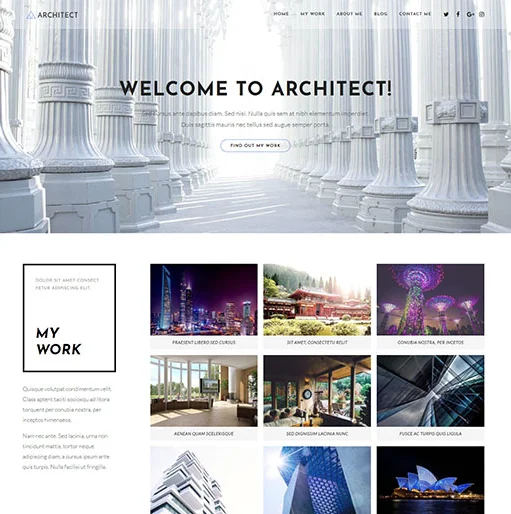 ARCHITECT
HOME MY WORK ABOUT ME BLOG CONTACT ME
WELCOME TO ARCHITECT!
Sed cursus ante dapibus diam. Sed nisi. Nulla quis sem at nibh elementum imperdiet.
Duis sagittis mauris nec tellus sed augue semper porta.
FIND OUT MY WORK
DOLOR SIT AMET CONSECT
PETUR ADIPISCING ELIT.
MY
WORK
Quisque volutpat condimentum velit.
Class aptent taciti sociosqu ad litora
torquent per conubia nostra, per
inceptos himenaeos.
Nam nec ante. Sed lacinia, urna non
tincidunt mattis, tortor neque
adipiscing diam, a cursus ipsum ante
quis turpis. Nulla facilisi ut fringilla.
PRAESENT LIBERO SED CURSUS
SIT AMET, CONSECTETU RELIT
CONUBIA NOSTRA, PER INCEPTOS
AENEAN QUAM SCELERISQUE
SED DIGNISSIM LACINIA NUNC
FUSCE AC TURPIS QUIS LIGULA